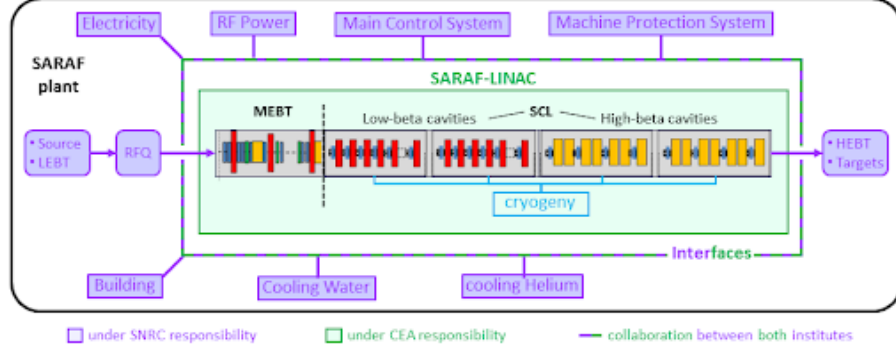 Electricity
RF Power
Main Control System
Machine Protection System
SARAF
plant
SARAF-LINAC
MEBT
SCL
Low-beta cavities
High-beta cavities
• Source
• LEBT
RFQ
• HEBT
• Targets
cryogeny
Interfaces
Building
Cooling Water
cooling Helium
under SNRC responsibility
under CEA responsibility
collaboration between both institutes